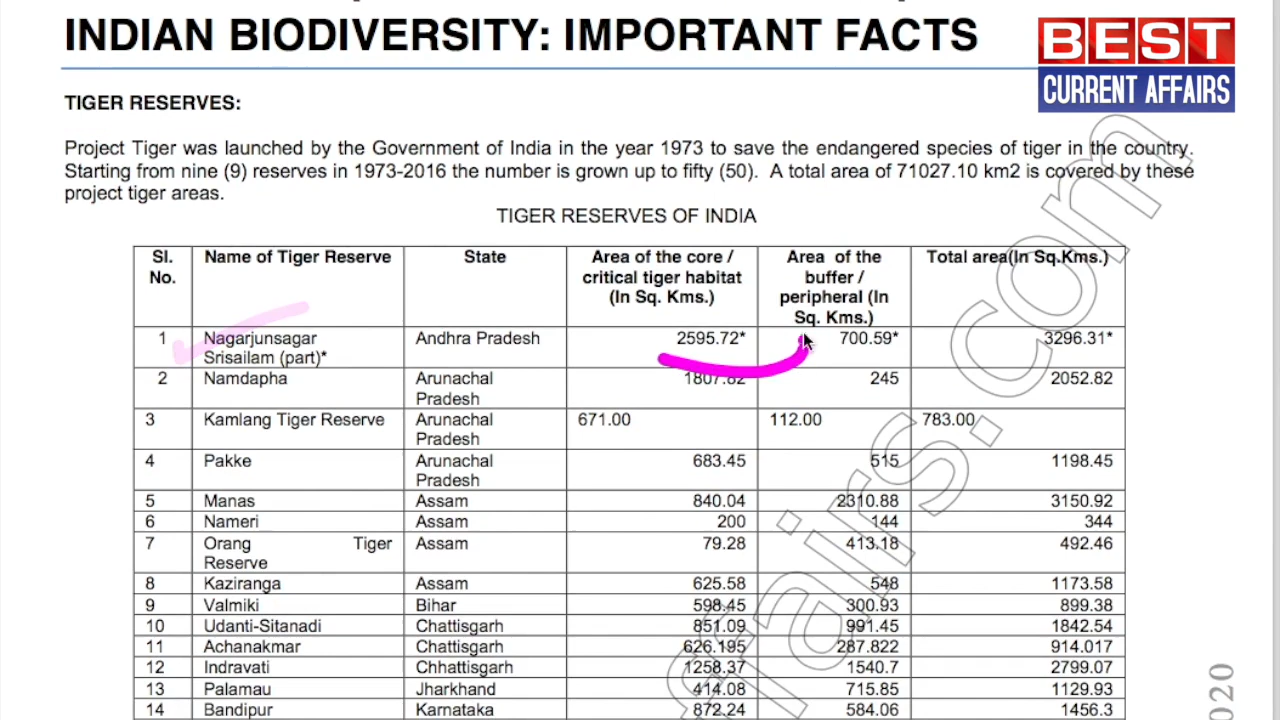 INDIAN BIODIVERSITY: IMPORTANT FACTS
BEST
CURRENT AFFAIRS
TIGER RESERVES:
Project Tiger was launched by the Government of India in the year 1973 to save the endangered species of tiger in the country.
Starting from nine (9) reserves in 1973-2016 the number is grown up to fifty (50). A total area of 71027.10 km2 is covered by these
project tiger areas.
TIGER RESERVES OF INDIA
Sl. No. Name of Tiger Reserve State Area of the core / critical tiger habitat (In Sq. Kms.) Area of the buffer / peripheral (In Sq. Kms.) Total area(In Sq.Kms.)
1 Nagarjunsagar Srisailam (part)* Andhra Pradesh 2595.72* 700.59* 3296.31*
2 Namdapha Arunachal Pradesh 1807.82 245 2052.82
3 Kamlang Tiger Reserve Arunachal Pradesh 671.00 112.00 783.00
4 Pakke Arunachal Pradesh 683.45 515 1198.45
5 Manas Assam 840.04 2310.88 3150.92
6 Nameri Assam 200 144 344
7 Orang Tiger Reserve Assam 79.28 413.18 492.46
8 Kaziranga Assam 625.58 548 1173.58
9 Valmiki Bihar 598.45 300.93 899.38
10 Udanti-Sitanadi Chattisgarh 851.09 991.45 1842.54
11 Achanakmar Chattisgarh 626.195 287.822 914.017
12 Indravati Chhattisgarh 1258.37 1540.7 2799.07
13 Palamau Jharkhand 414.08 715.85 1129.93
14 Bandipur Karnataka 872.24 584.06 1456.3
ffairs.com
020